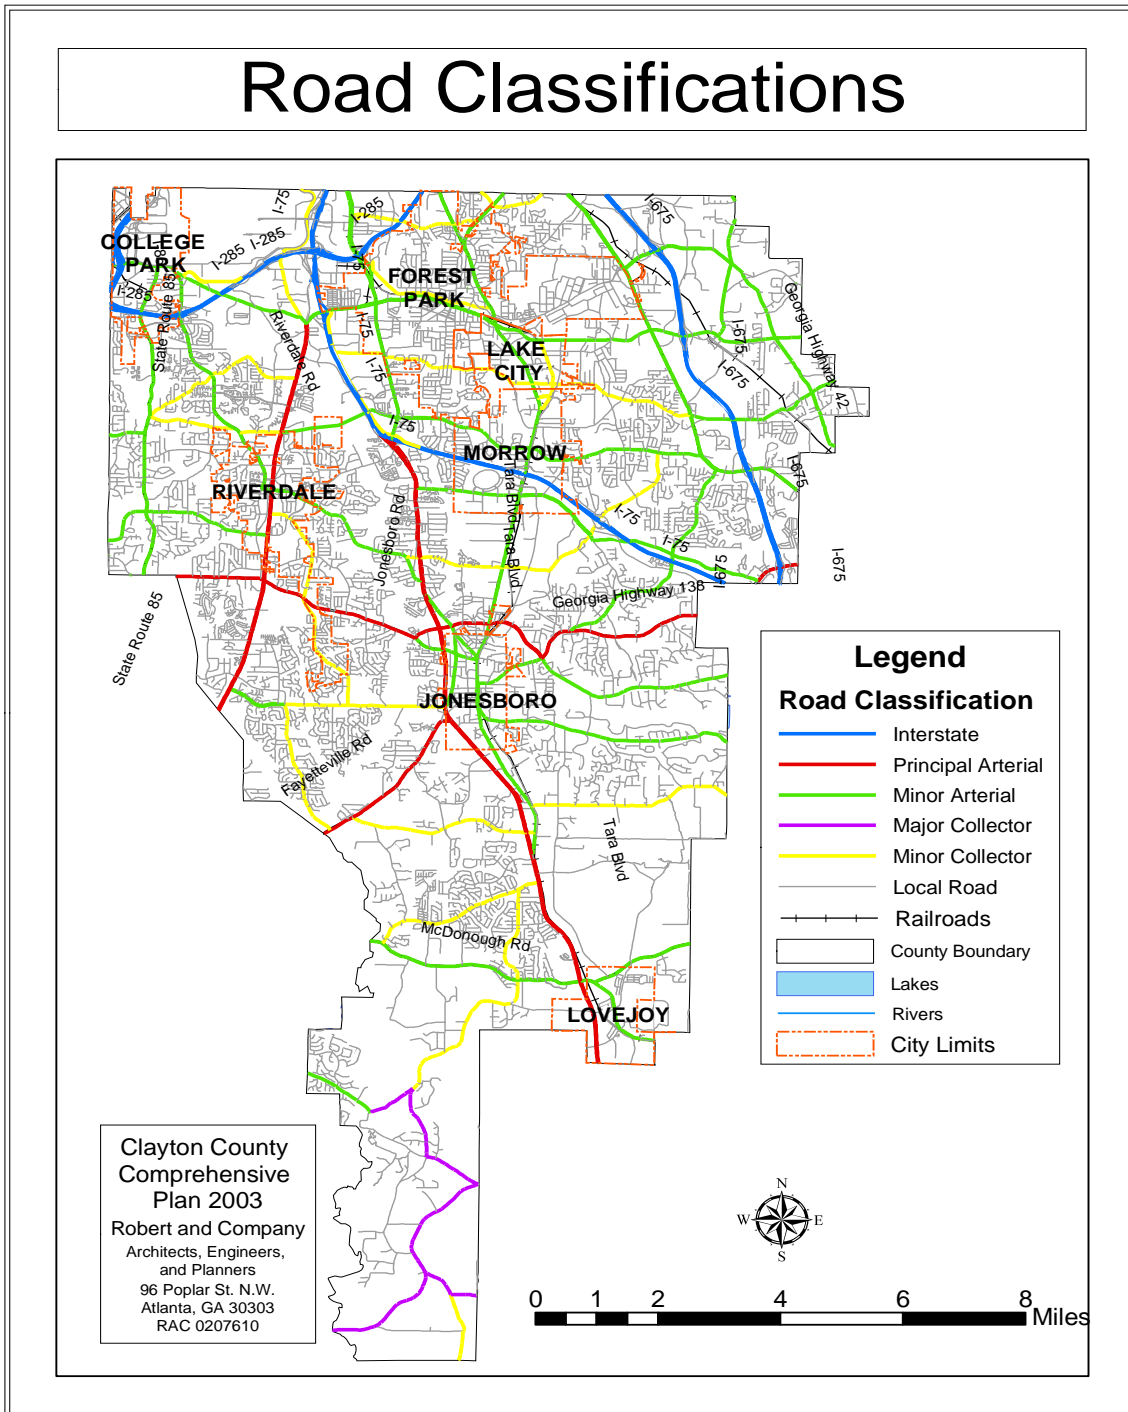 Road Classifications
I-75
I-285
I-675
COLLEGE
PARK
I-285
I-285
I-285
I-75
FOREST
PARK
I-285
State Route 85
Riverdale Rd
I-75
I-75
LAKE
CITY
I-675
I-675
Georgia Highway 42
I-75
MORROW
I-675
RIVERDALE
Jonesboro Rd
Tara Blvd
Tara Blvd
I-75
I-75
I-675
I-675
Georgia Highway 138
State Route 85
JONESBORO
Fayetteville Rd
Tara Blvd
McDonough Rd
LOVEJOY
Legend
Road Classification
Interstate
Principal Arterial
Minor Arterial
Major Collector
Minor Collector
Local Road
Railroads
County Boundary
Lakes
Rivers
City Limits
Clayton County
Comprehensive
Plan 2003
Robert and Company
Architects, Engineers,
and Planners
96 Poplar St. N.W.
Atlanta, GA 30303
RAC 0207610
N
W
E
S
0 1 2 4 6 8
Miles